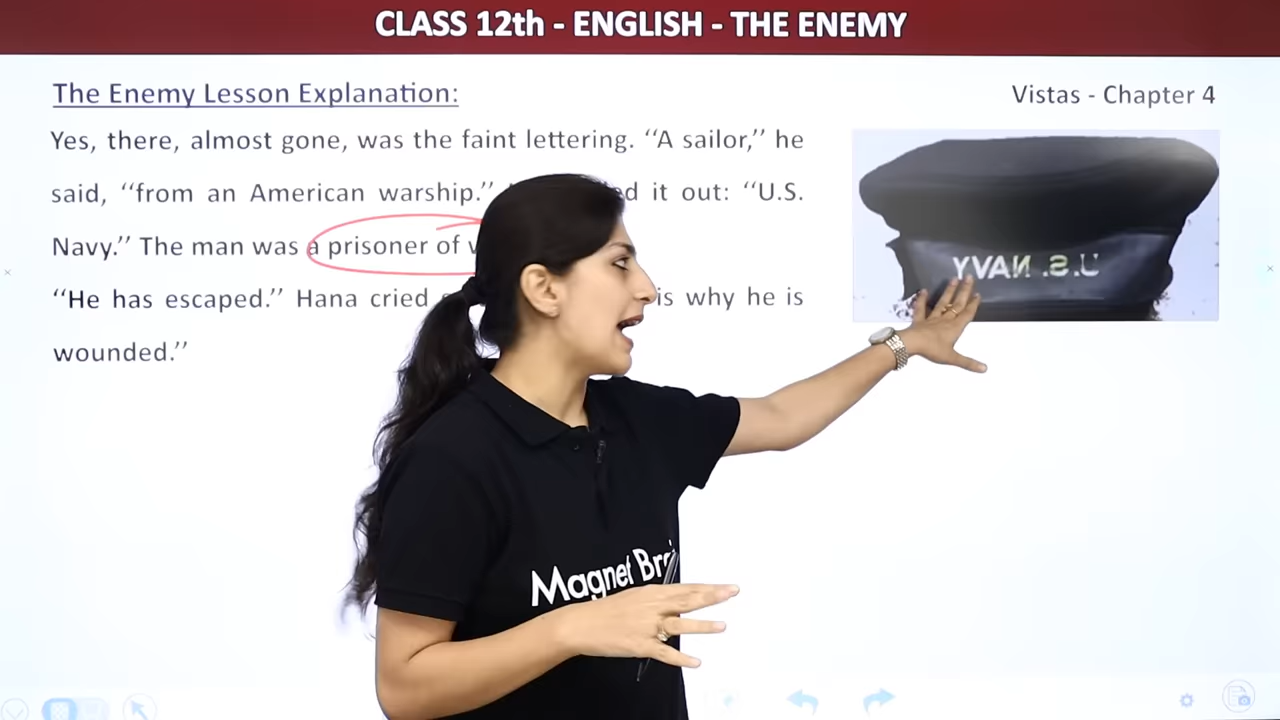 CLASS 12th - ENGLISH - THE ENEMY
The Enemy Lesson Explanation:
Vistas - Chapter 4
Yes, there, almost gone, was the faint lettering. “A sailor,” he
said, “from an American warship.” it out: “U.S.
Navy.” The man was a prisoner of
“He has escaped.” Hana cried is why he is
wounded.”
U.S. NAVY
Magnet